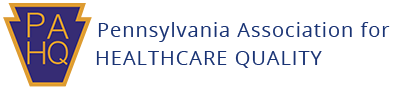 PA
HQ
Pennsylvania Association for
HEALTHCARE QUALITY